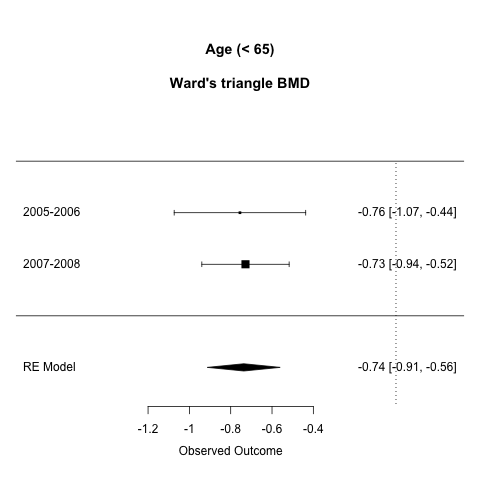 Age (< 65)
Ward's triangle BMD
2005-2006 -0.76 [-1.07, -0.44]
2007-2008 -0.73 [-0.94, -0.52]
RE Model -0.74 [-0.91, -0.56]
-1.2 -1 -0.8 -0.6 -0.4
Observed Outcome